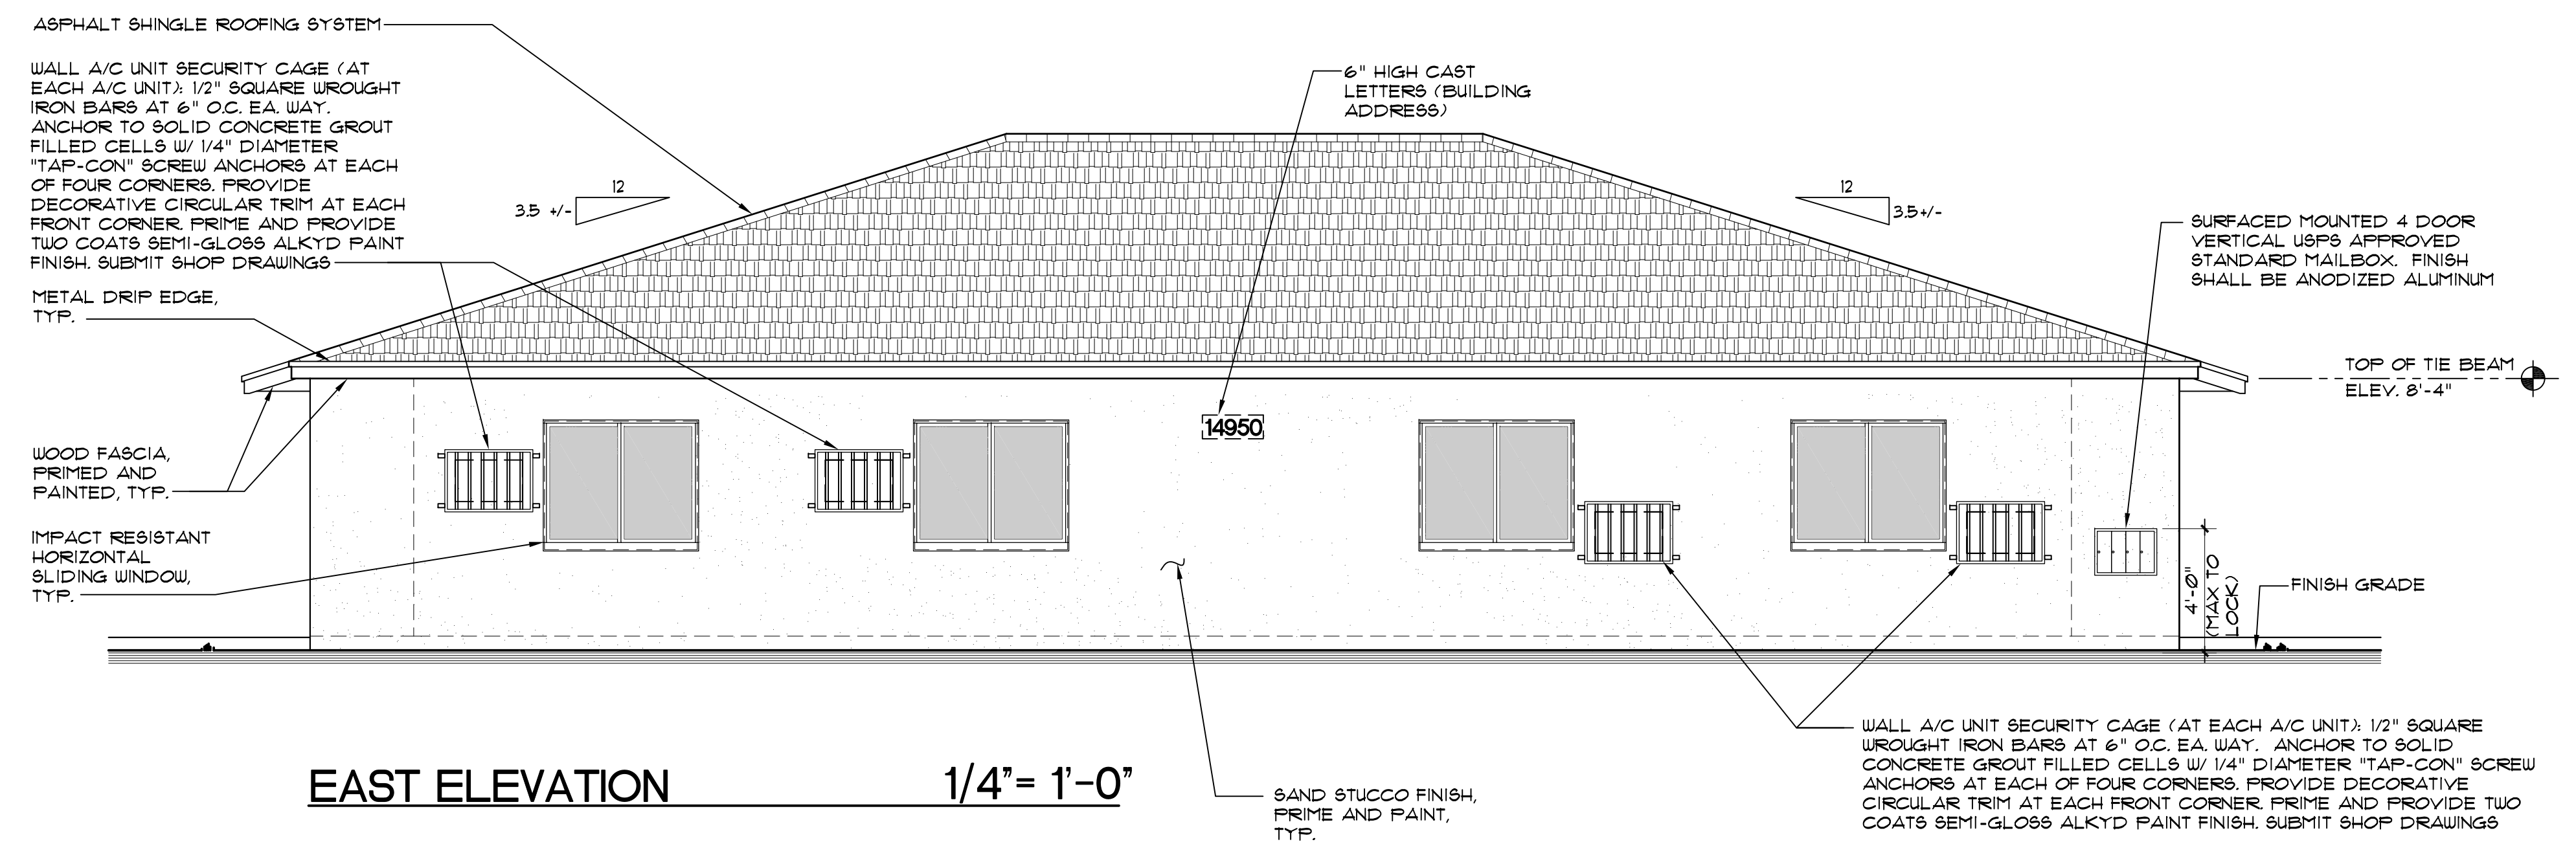 ASPHALT SHINGLE ROOFING SYSTEM
WALL A/C UNIT SECURITY CAGE (AT
EACH A/C UNIT): 1/2" SQUARE WROUGHT
IRON BARS AT 6" O.C. EA. WAY.
ANCHOR TO SOLID CONCRETE GROUT
FILLED CELLS W/ 1/4" DIAMETER
"TAP-CON" SCREW ANCHORS AT EACH
OF FOUR CORNERS. PROVIDE
DECORATIVE CIRCULAR TRIM AT EACH
FRONT CORNER. PRIME AND PROVIDE
TWO COATS SEMI-GLOSS ALKYD PAINT
FINISH. SUBMIT SHOP DRAWINGS
METAL DRIP EDGE,
TYP.
WOOD FASCIA,
PRIMED AND
PAINTED, TYP.
IMPACT RESISTANT
HORIZONTAL
SLIDING WINDOW,
TYP.
12
3.5 +/-
6" HIGH CAST
LETTERS (BUILDING
ADDRESS)
12
3.5+/-
14950
SURFACED MOUNTED 4 DOOR
VERTICAL USPS APPROVED
STANDARD MAILBOX. FINISH
SHALL BE ANODIZED ALUMINUM
TOP OF TIE BEAM
ELEV. 8'-4"
4'-0"
(MAX TO
LOCK)
FINISH GRADE
WALL A/C UNIT SECURITY CAGE (AT EACH A/C UNIT): 1/2" SQUARE
WROUGHT IRON BARS AT 6" O.C. EA. WAY. ANCHOR TO SOLID
CONCRETE GROUT FILLED CELLS W/ 1/4" DIAMETER "TAP-CON" SCREW
ANCHORS AT EACH OF FOUR CORNERS. PROVIDE DECORATIVE
CIRCULAR TRIM AT EACH FRONT CORNER. PRIME AND PROVIDE TWO
COATS SEMI-GLOSS ALKYD PAINT FINISH. SUBMIT SHOP DRAWINGS
SAND STUCCO FINISH,
PRIME AND PAINT,
TYP.
EAST ELEVATION 1/4"= 1'-0"